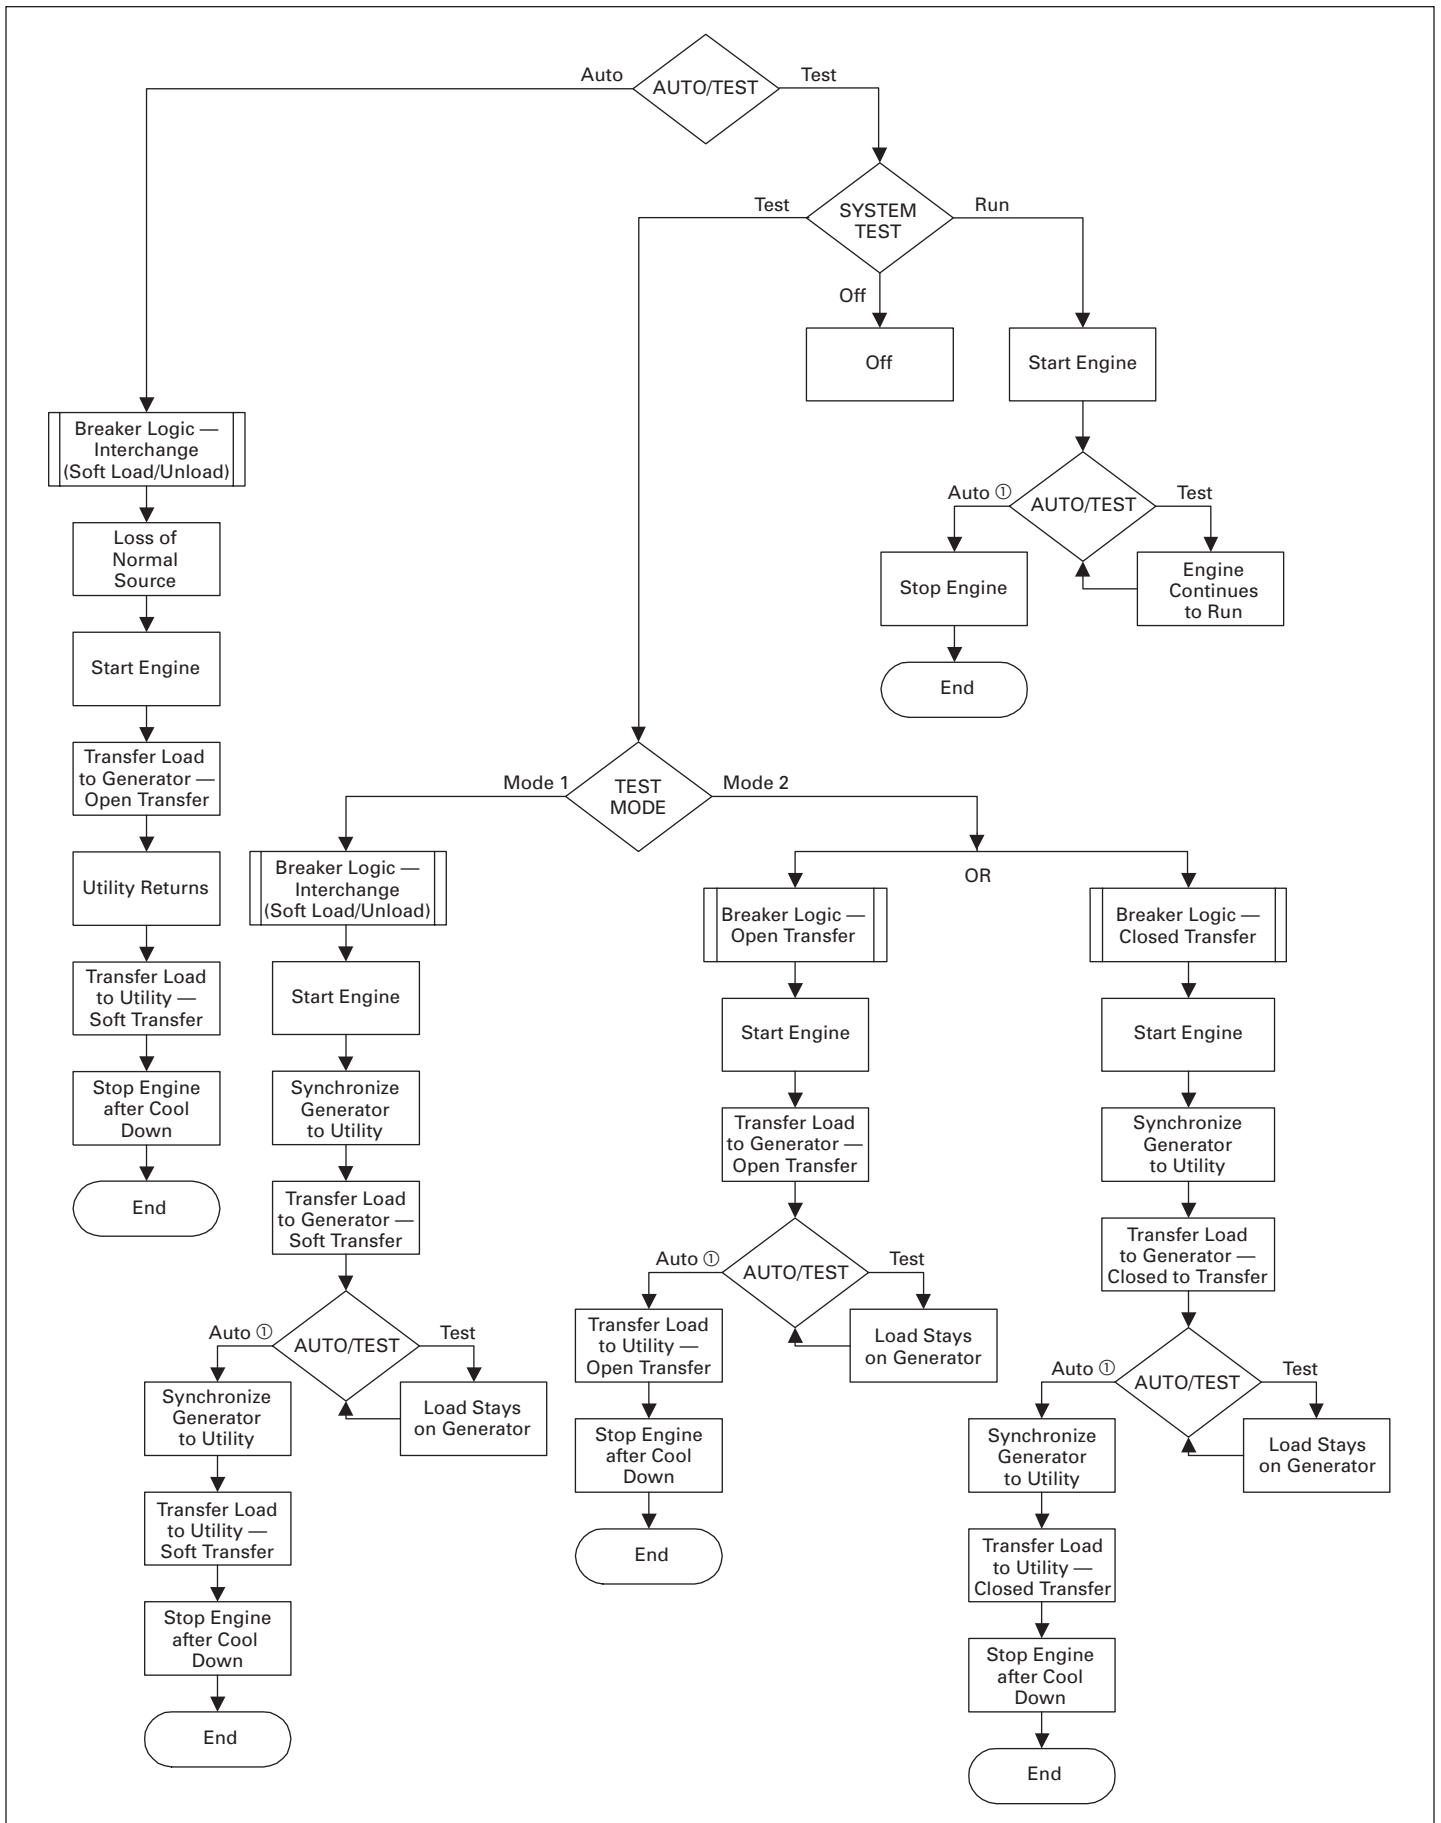 Auto
AUTO/TEST
Test
Test
SYSTEM
TEST
Run
Off
Off
Start Engine
Auto ①
AUTO/TEST
Test
Stop Engine
Engine
Continues
to Run
End
Breaker Logic —
Interchange
(Soft Load/Unload)
Loss of
Normal
Source
Start Engine
Transfer Load
to Generator —
Open Transfer
Utility Returns
Transfer Load
to Utility —
Soft Transfer
Stop Engine
after Cool
Down
End
Mode 1
TEST
MODE
Mode 2
OR
Breaker Logic —
Interchange
(Soft Load/Unload)
Start Engine
Synchronize
Generator
to Utility
Transfer Load
to Generator —
Soft Transfer
Auto ①
AUTO/TEST
Test
Synchronize
Generator
to Utility
Load Stays
on Generator
Transfer Load
to Utility —
Soft Transfer
Stop Engine
after Cool
Down
End
Breaker Logic —
Open Transfer
Start Engine
Transfer Load
to Generator —
Open Transfer
Auto ①
AUTO/TEST
Test
Transfer Load
to Utility —
Open Transfer
Load Stays
on Generator
Stop Engine
after Cool
Down
End
Breaker Logic —
Closed Transfer
Start Engine
Synchronize
Generator
to Utility
Transfer Load
to Generator —
Closed to Transfer
Auto ①
AUTO/TEST
Test
Synchronize
Generator
to Utility
Load Stays
on Generator
Transfer Load
to Utility —
Closed Transfer
Stop Engine
after Cool
Down
End